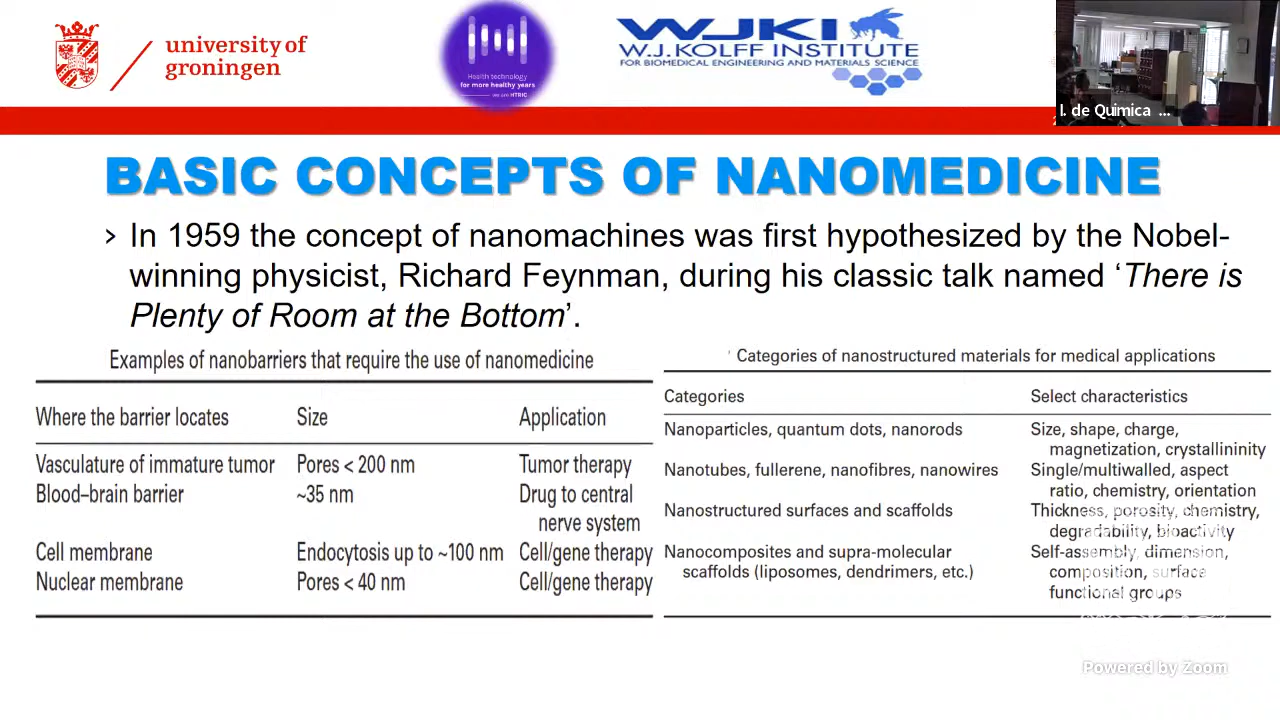 university of
groningen
Health technology
for more healthy years
we are HTRIC
WJKI
W.J.KOLFF INSTITUTE
FOR BIOMEDICAL ENGINEERING AND MATERIALS SCIENCE
I. de Quimica ...
BASIC CONCEPTS OF NANOMEDICINE
› In 1959 the concept of nanomachines was first hypothesized by the Nobel-
winning physicist, Richard Feynman, during his classic talk named ‘There is
Plenty of Room at the Bottom’.
Examples of nanobarriers that require the use of nanomedicine
Where the barrier locates Size Application
Vasculature of immature tumor Pores < 200 nm Tumor therapy
Blood–brain barrier ~35 nm Drug to central
nerve system
Cell membrane Endocytosis up to ~100 nm Cell/gene therapy
Nuclear membrane Pores < 40 nm Cell/gene therapy
Categories of nanostructured materials for medical applications
Categories Select characteristics
Nanoparticles, quantum dots, nanorods Size, shape, charge,
magnetization, crystallininity
Nanotubes, fullerene, nanofibres, nanowires Single/multiwalled, aspect
ratio, chemistry, orientation
Nanostructured surfaces and scaffolds Thickness, porosity, chemistry,
degradability, bioactivity
Nanocomposites and supra-molecular Self-assembly, dimension,
scaffolds (liposomes, dendrimers, etc.) composition, surface
functional groups
Powered by Zoom